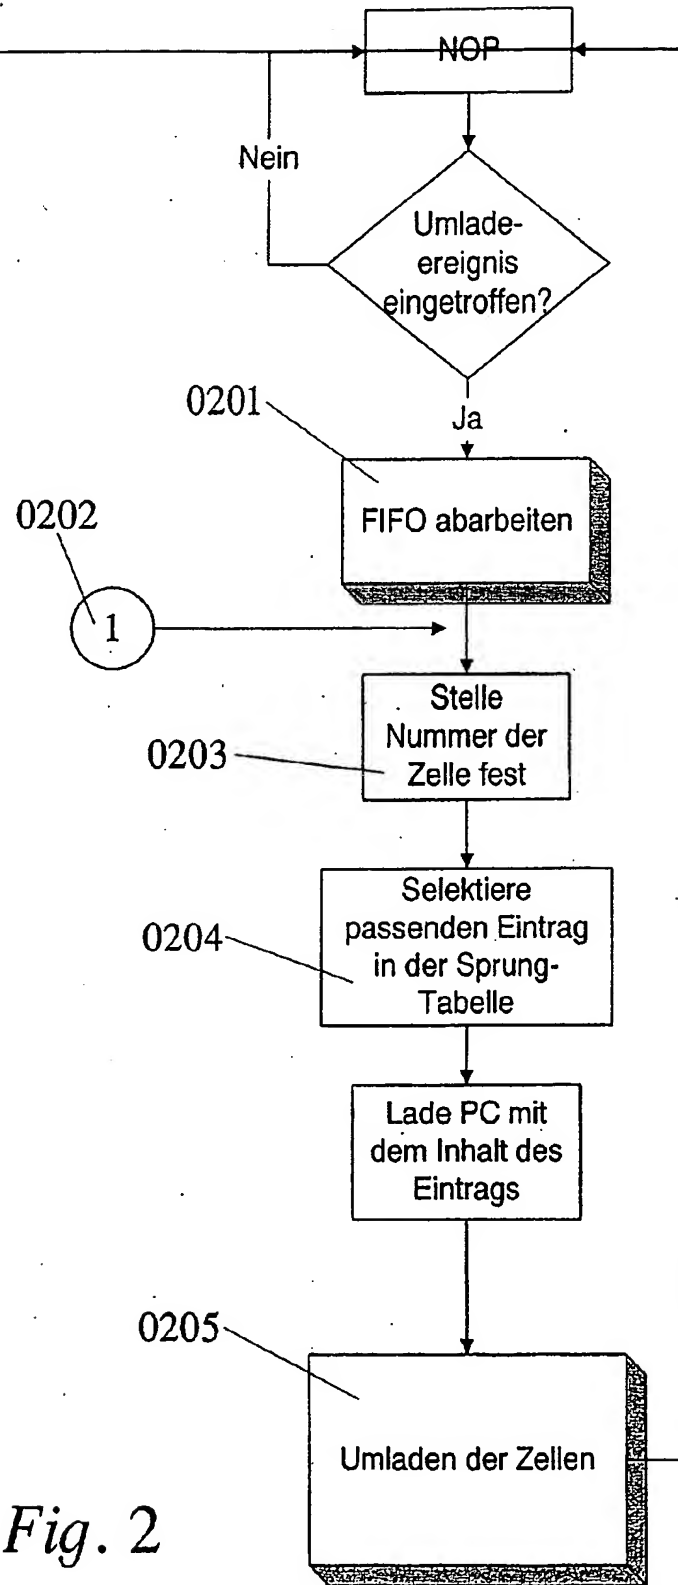 NOP
Nein
Umlade-
ereignis
eingetroffen?
Ja
0201
FIFO abarbeiten
0202
1
Stelle
Nummer der
Zelle fest
0203
Selektiere
passenden Eintrag
in der Sprung-
Tabelle
0204
Lade PC mit
dem Inhalt des
Eintrags
0205
Umladen der Zellen
Fig. 2